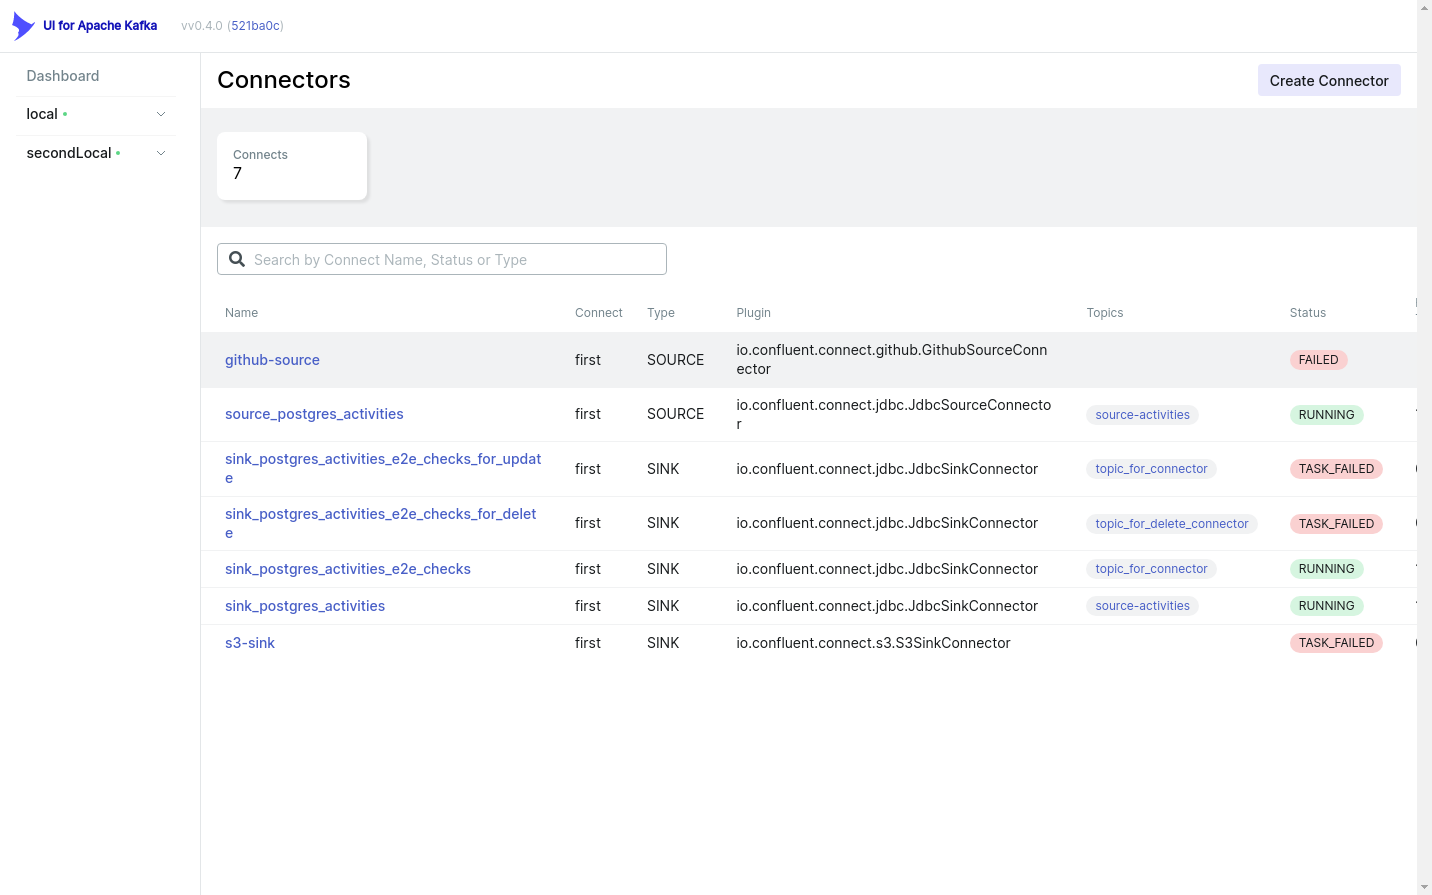 UI for Apache Kafka vv0.4.0 (521ba0c)
Dashboard
local
secondLocal
Connectors
Create Connector
Connects
7
Search by Connect Name, Status or Type
Name Connect Type Plugin Topics Status
github-source first SOURCE io.confluent.connect.github.GithubSourceConn
ector FAILED
source_postgres_activities first SOURCE io.confluent.connect.jdbc.JdbcSourceConnecto
r source-activities RUNNING
sink_postgres_activities_e2e_checks_for_updat
e first SINK io.confluent.connect.jdbc.JdbcSinkConnector topic_for_connector TASK_FAILED
sink_postgres_activities_e2e_checks_for_delet
e first SINK io.confluent.connect.jdbc.JdbcSinkConnector topic_for_delete_connector TASK_FAILED
sink_postgres_activities_e2e_checks first SINK io.confluent.connect.jdbc.JdbcSinkConnector topic_for_connector RUNNING
sink_postgres_activities first SINK io.confluent.connect.jdbc.JdbcSinkConnector source-activities RUNNING
s3-sink first SINK io.confluent.connect.s3.S3SinkConnector TASK_FAILED